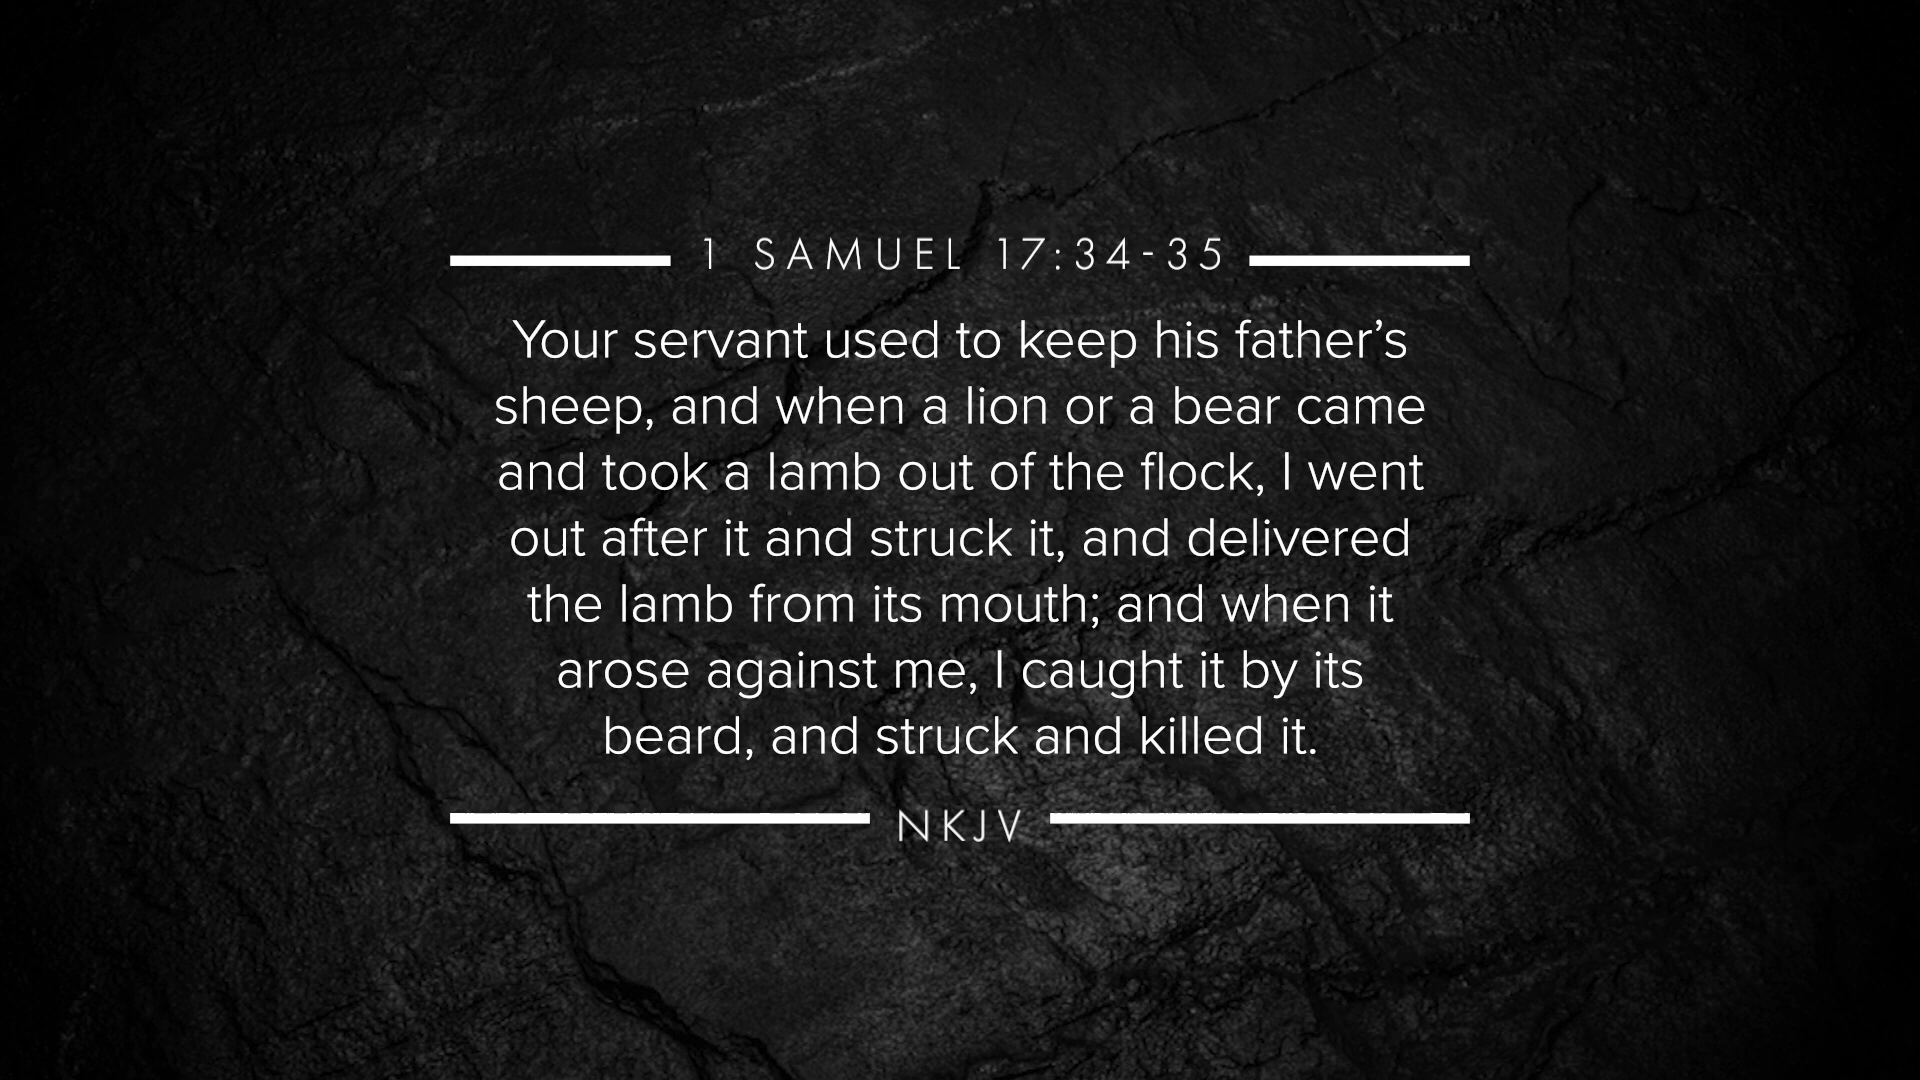 1 SAMUEL 17:34-35
Your servant used to keep his father’s
sheep, and when a lion or a bear came
and took a lamb out of the flock, I went
out after it and struck it, and delivered
the lamb from its mouth; and when it
arose against me, I caught it by its
beard, and struck and killed it.
NKJV